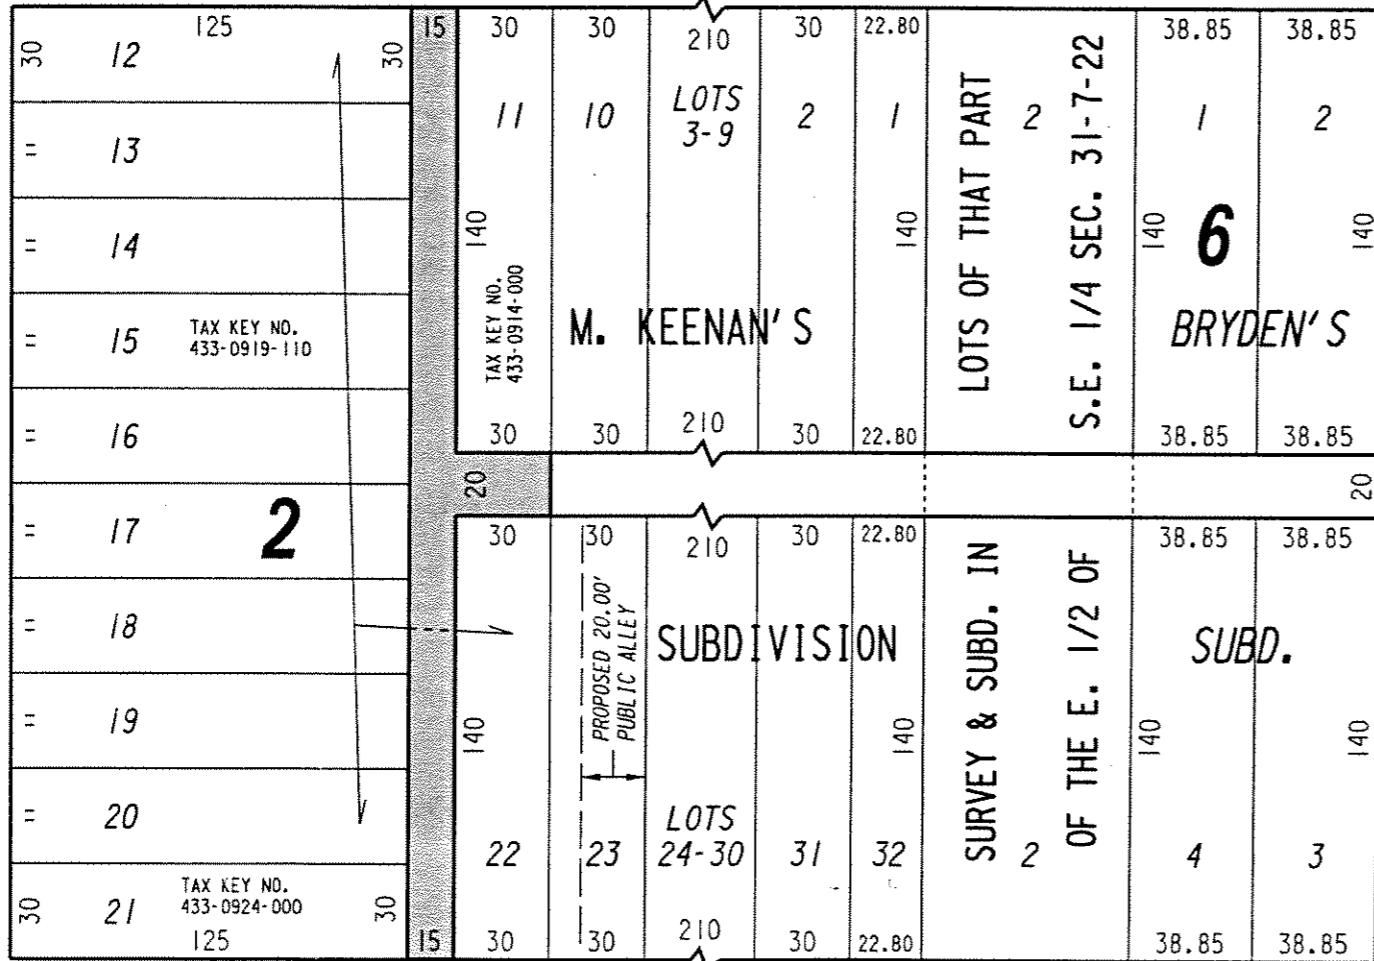 125 15 30 30 210 30 22.80 38.85 38.85
30 12 30
11 10 LOTS 3-9 2 1 2 1 2
= 13
= 14
140 140 140 6 140
TAX KEY NO.
433-0914-000
= 15
TAX KEY NO.
433-0919-110
M. KEENAN'S
LOTS OF THAT PART
S.E. 1/4 SEC. 31-7-22
BRYDEN'S
= 16
30 30 210 30 22.80 38.85 38.85
20 20
= 17 2
30 30 210 30 22.80 38.85 38.85
= 18
PROPOSED 20.00'
PUBLIC ALLEY
SUBDIVISION
SURVEY & SUBD. IN
OF THE E. 1/2 OF
SUBD.
= 19
140 140 140 140
= 20
22 23 LOTS 24-30 31 32 2 4 3
30 21 30
TAX KEY NO.
433-0924-000
125 15 30 30 210 30 22.80 38.85 38.85